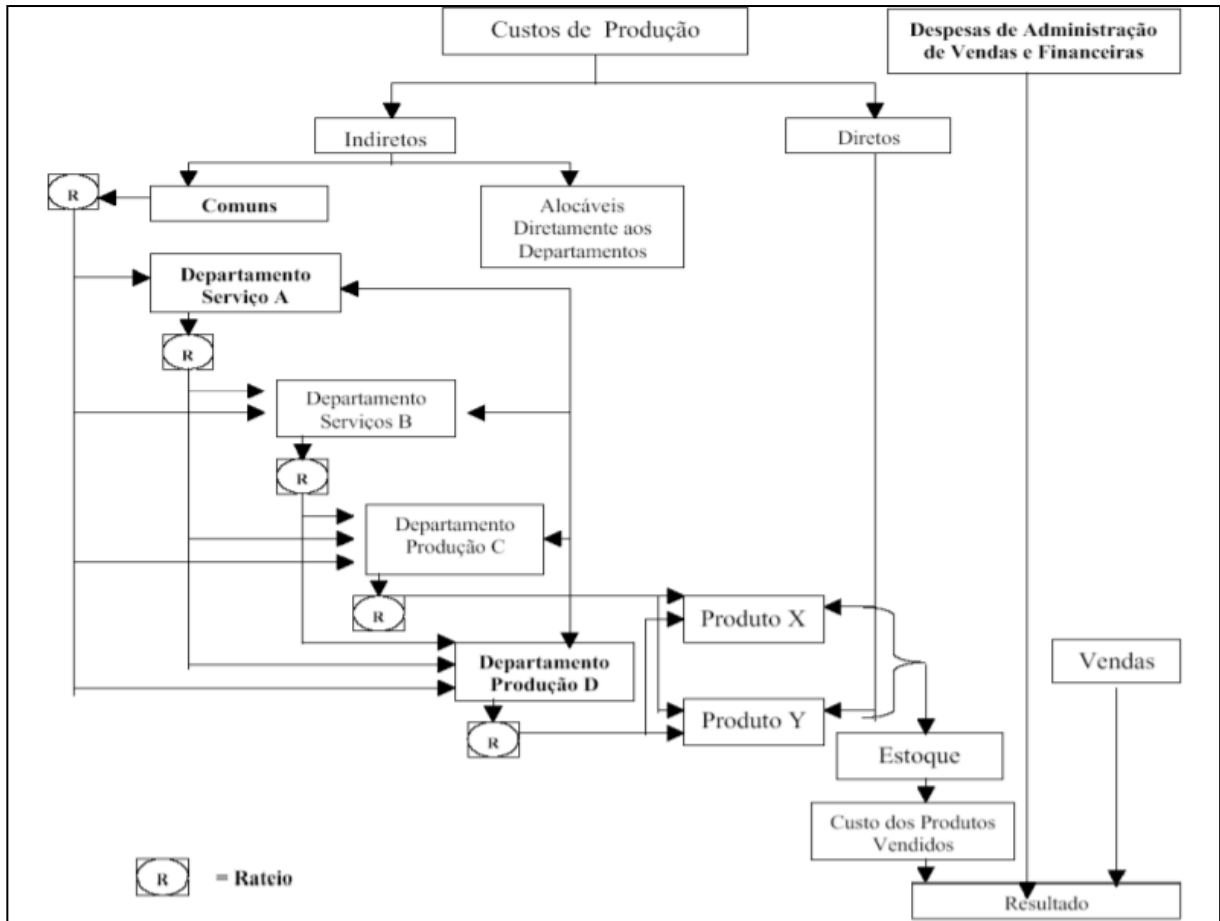 Custos de Produção
Despesas de Administração
de Vendas e Financeiras
Indiretos
Diretos
R
Comuns
Alocáveis
Diretamente aos
Departamentos
Departamento
Serviço A
R
Departamento
Serviços B
R
Departamento
Produção C
R
Produto X
Departamento
Produção D
Vendas
Produto Y
R
Estoque
Custo dos Produtos
Vendidos
R = Rateio
Resultado